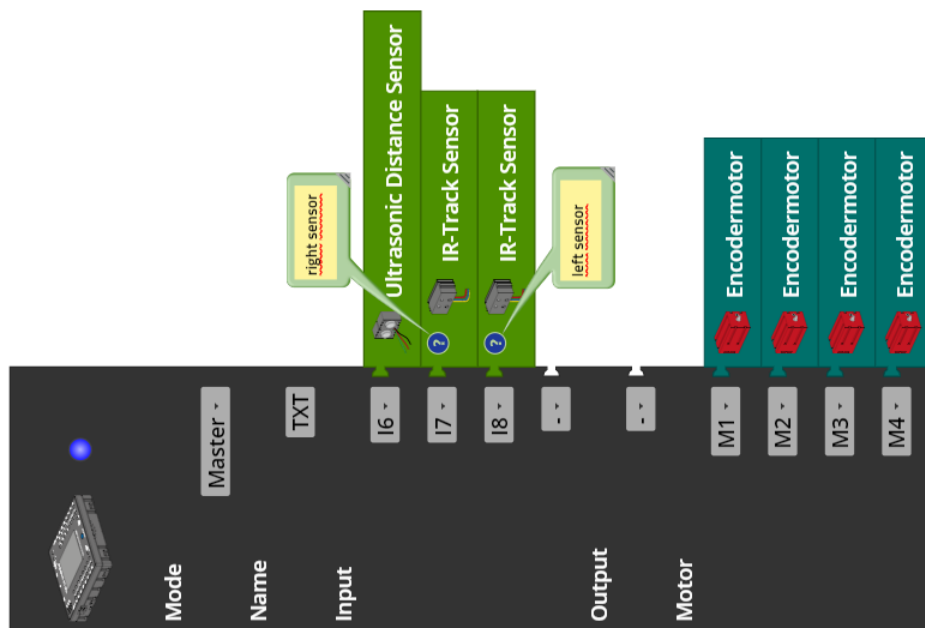 Mode
Master
Name
TXT
Input
I6
Ultrasonic Distance Sensor
right sensor
I7
?
IR-Track Sensor
I8
?
IR-Track Sensor
left sensor
-
Output
-
Motor
M1
Encodermotor
M2
Encodermotor
M3
Encodermotor
M4
Encodermotor